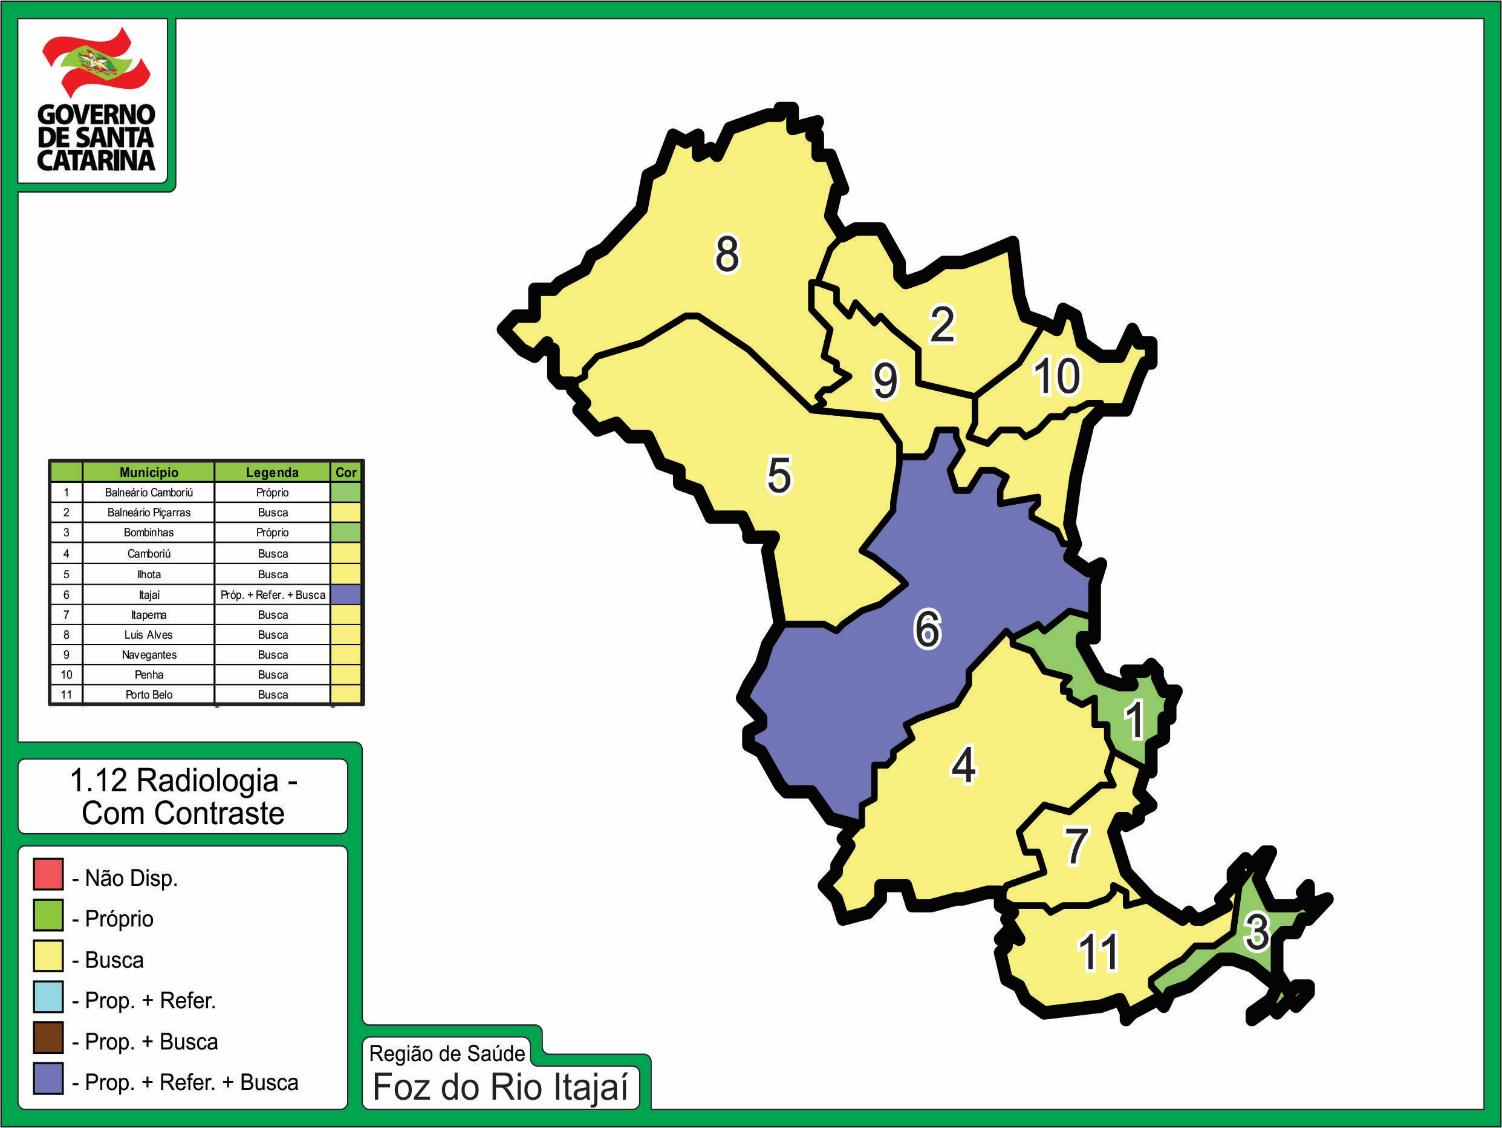 GOVERNO
DE SANTA
CATARINA
8
2
10
9
5
6
1
4
7
3
11
Município Legenda Cor
1 Balneário Camboriú Próprio
2 Balneário Piçarras Busca
3 Bombinhas Próprio
4 Camboriú Busca
5 Ilhota Busca
6 Itajaí Próp. + Refer. + Busca
7 Itapema Busca
8 Luis Alves Busca
9 Navegantes Busca
10 Penha Busca
11 Porto Belo Busca
1.12 Radiologia -
Com Contraste
- Não Disp.
- Próprio
- Busca
- Prop. + Refer.
- Prop. + Busca
- Prop. + Refer. + Busca
Região de Saúde
Foz do Rio Itajaí